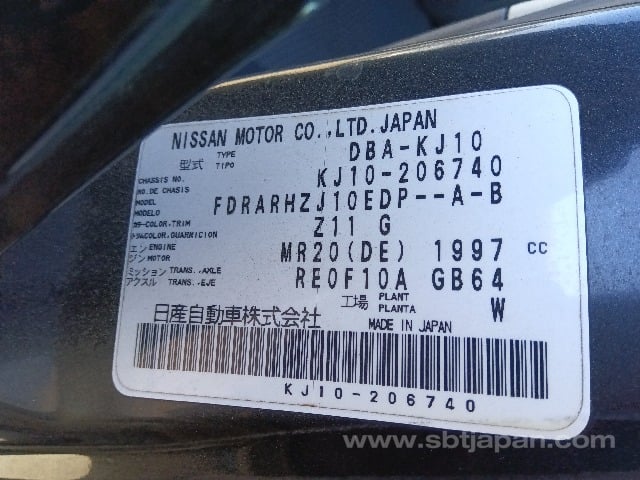 NISSAN MOTOR CO.,LTD.JAPAN
型式 TYPE TIPO DBA-KJ10
CHASSIS NO. NO.DE CHASIS KJ10-206740
MODEL MODELO FDRARHZJ10EDP--A-B
COLOR.TRIM COLOR.GUARNICION Z11 G
エンジン ENGINE MOTOR MR20(DE) 1997 cc
ミッション アクスル TRANS..AXLE TRANS..EJE RE0F10A GB64
工場 PLANT PLANTA W
日産自動車株式会社 MADE IN JAPAN
KJ10-206740
www.sbtjapan.com